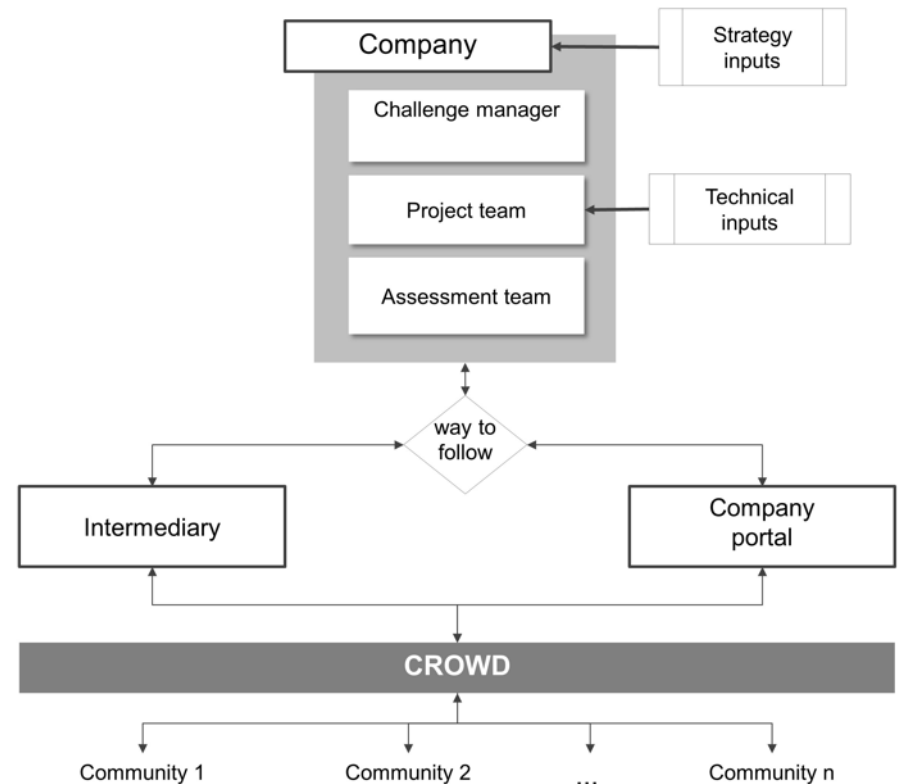 Company
Strategy
inputs
Challenge manager
Project team
Technical
inputs
Assessment team
way to
follow
Intermediary
Company
portal
CROWD
Community 1
Community 2
...
Community n